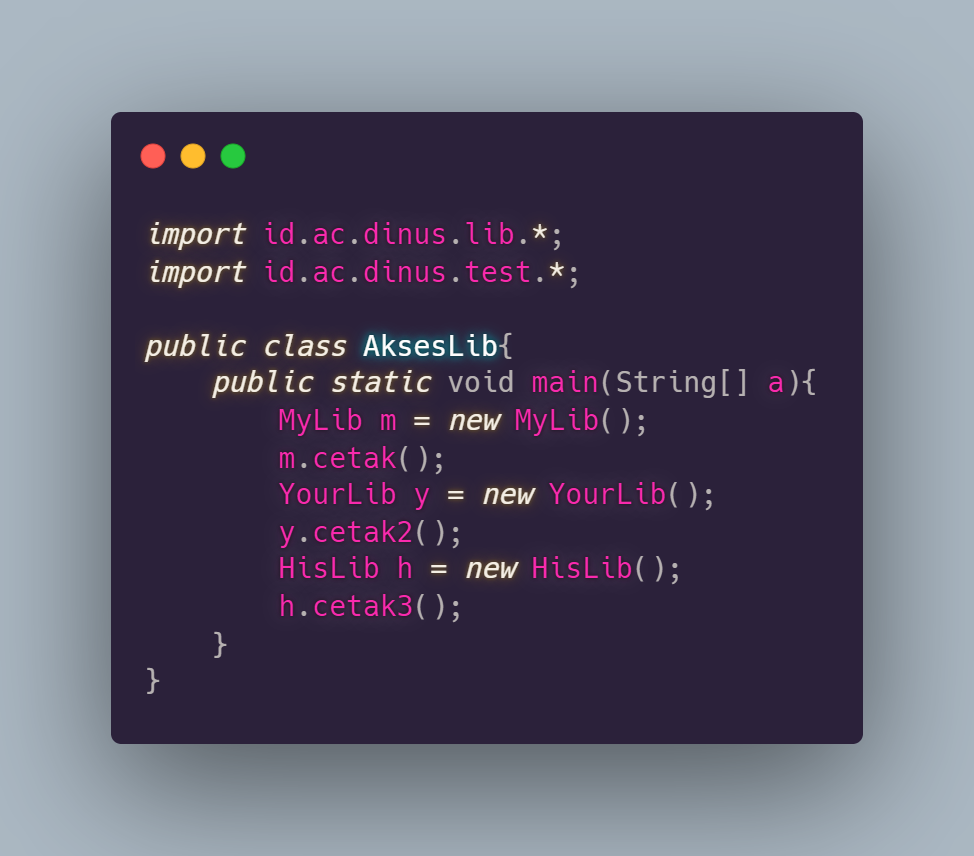 import id.ac.dinus.lib.*;
import id.ac.dinus.test.*;

public class AksesLib{
    public static void main(String[] a){
        MyLib m = new MyLib();
        m.cetak();
        YourLib y = new YourLib();
        y.cetak2();
        HisLib h = new HisLib();
        h.cetak3();
    }
}